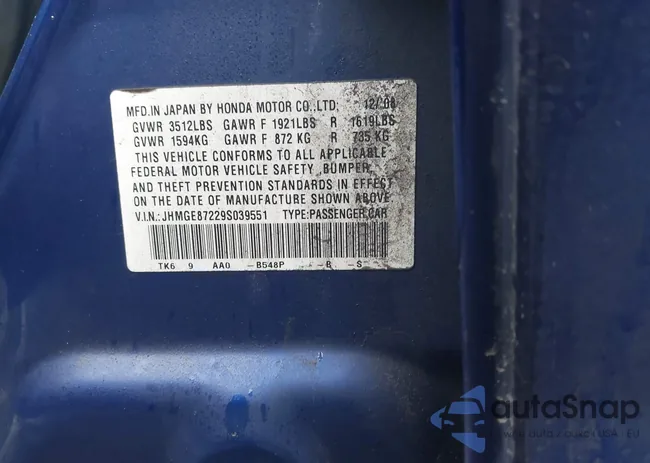 MFD. IN JAPAN BY HONDA MOTOR CO., LTD. 12/08
GVWR 3512LBS GAWR F 1921LBS R 1619LBS
GVWR 1594KG GAWR F 872 KG R 735 KG
THIS VEHICLE CONFORMS TO ALL APPLICABLE
FEDERAL MOTOR VEHICLE SAFETY, BUMPER,
AND THEFT PREVENTION STANDARDS IN EFFECT
ON THE DATE OF MANUFACTURE SHOWN ABOVE.
V.I.N.: JHMGE87229S039551 TYPE:PASSENGER CAR
TK6 9 AA0 -B548P -B -S
autoSnap